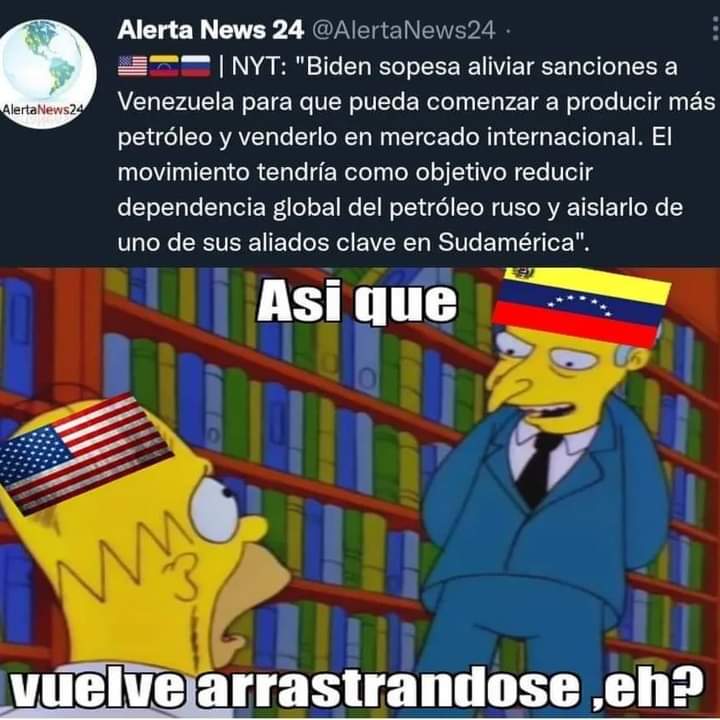 Alerta News 24 @AlertaNews24 ·
🇺🇸🇻🇪🇷🇺 | NYT: "Biden sopesa aliviar sanciones a
Venezuela para que pueda comenzar a producir más
petróleo y venderlo en mercado internacional. El
movimiento tendría como objetivo reducir
dependencia global del petróleo ruso y aislarlo de
uno de sus aliados clave en Sudamérica".
AlertaNews24
Asi que
vuelve arrastrandose ,eh?